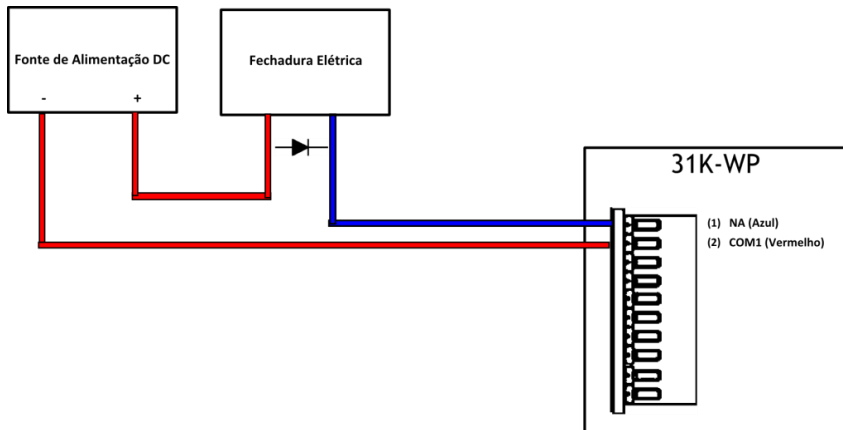 Fonte de Alimentação DC
- +
Fechadura Elétrica
31K-WP
(1) NA (Azul)
(2) COM1 (Vermelho)